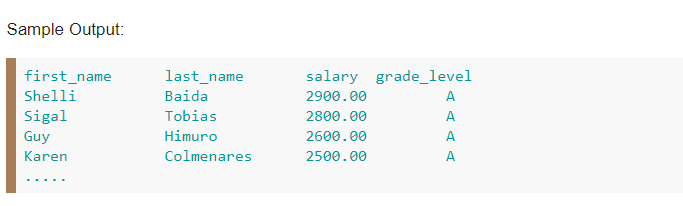 Sample Output:
first_name      last_name       salary  grade_level
Shelli          Baida           2900.00         A
Sigal           Tobias          2800.00         A
Guy             Himuro          2600.00         A
Karen           Colmenares      2500.00         A
.....